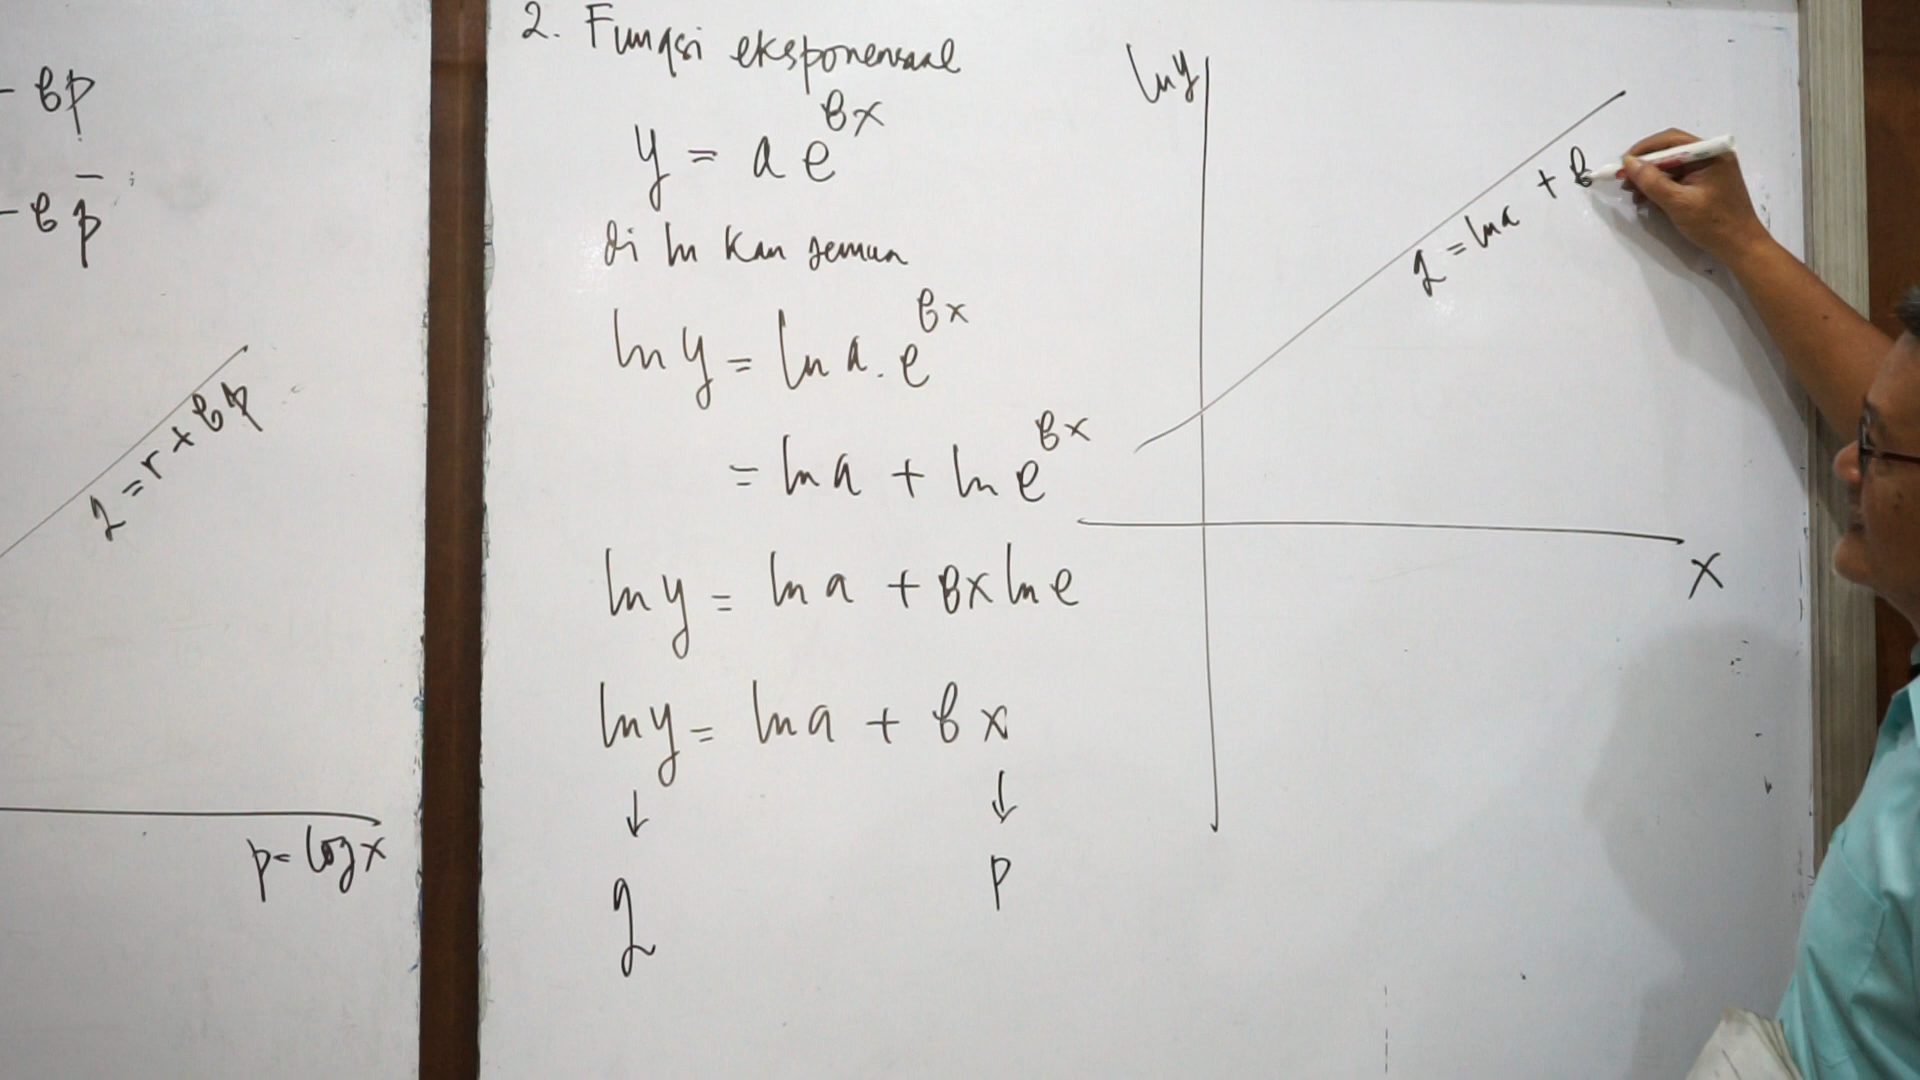 - bp
- b p̄
q = r + bp
p = log x
2. Fungsi eksponensial
y = a e^bx
di ln kan semua
ln y = ln a . e^bx
= ln a + ln e^bx
ln y = ln a + bx ln e
ln y = ln a + b x
↓ ↓
q p
ln y
q = ln a + b
x